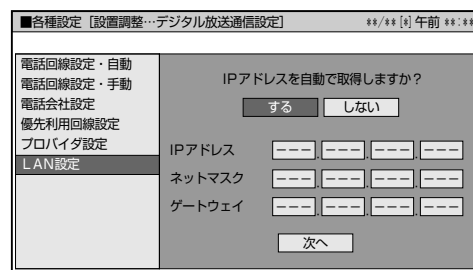 ■各種設定［設置調整…デジタル放送通信設定］ **/**[*]午前 **:**
電話回線設定・自動
電話回線設定・手動
電話会社設定
優先利用回線設定
プロバイダ設定
LAN設定
IPアドレスを自動で取得しますか？
する しない
IPアドレス ---.---.---.---
ネットマスク ---.---.---.---
ゲートウェイ ---.---.---.---
次へ